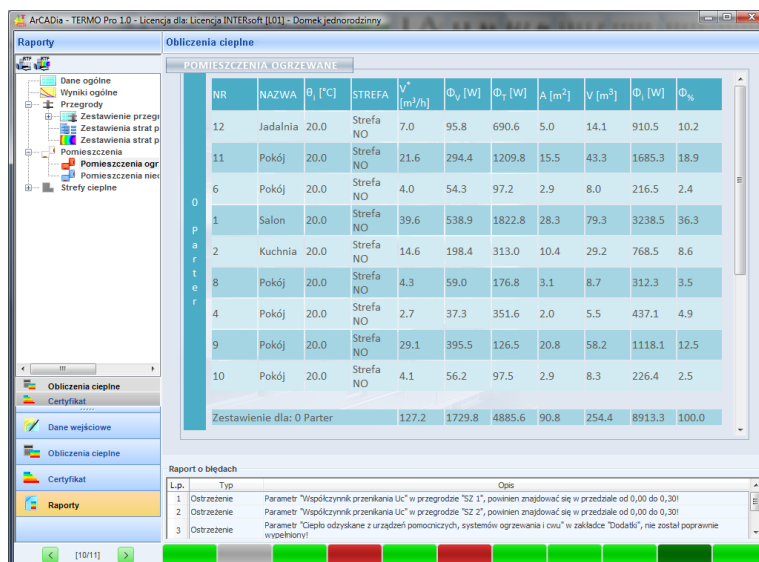 ArCADia - TERMO Pro 1.0 - Licencja dla: Licencja INTERsoft [L01] - Domek jednorodzinny
Raporty
RTF RTF
Dane ogólne
Wyniki ogólne
Przegrody
Zestawienie przegr
Zestawienia strat p
Zestawienia strat p
Pomieszczenia
Pomieszczenia ogr
Pomieszczenia niec
Strefy cieplne
Obliczenia cieplne
Certyfikat
Dane wejściowe
Obliczenia cieplne
Certyfikat
Raporty
[10/11]
Obliczenia cieplne
POMIESZCZENIA OGRZEWANE
0 Parter
NR NAZWA θi [°C] STREFA V* [m³/h] ΦV [W] ΦT [W] A [m²] V [m³] Φi [W] Φ%
12 Jadalnia 20.0 Strefa NO 7.0 95.8 690.6 5.0 14.1 910.5 10.2
11 Pokój 20.0 Strefa NO 21.6 294.4 1209.8 15.5 43.3 1685.3 18.9
6 Pokój 20.0 Strefa NO 4.0 54.3 97.2 2.9 8.0 216.5 2.4
1 Salon 20.0 Strefa NO 39.6 538.9 1822.8 28.3 79.3 3238.5 36.3
2 Kuchnia 20.0 Strefa NO 14.6 198.4 313.0 10.4 29.2 768.5 8.6
8 Pokój 20.0 Strefa NO 4.3 59.0 176.8 3.1 8.7 312.3 3.5
4 Pokój 20.0 Strefa NO 2.7 37.3 351.6 2.0 5.5 437.1 4.9
9 Pokój 20.0 Strefa NO 29.1 395.5 126.5 20.8 58.2 1118.1 12.5
10 Pokój 20.0 Strefa NO 4.1 56.2 97.5 2.9 8.3 226.4 2.5
Zestawienie dla: 0 Parter 127.2 1729.8 4885.6 90.8 254.4 8913.3 100.0
Raport o błędach
L.p. Typ Opis
1 Ostrzeżenie Parametr "Współczynnik przenikania Uc" w przegrodzie "SZ 1", powinien znajdować się w przedziale od 0,00 do 0,30!
2 Ostrzeżenie Parametr "Współczynnik przenikania Uc" w przegrodzie "SZ 2", powinien znajdować się w przedziale od 0,00 do 0,30!
3 Ostrzeżenie Parametr "Ciepło odzyskane z urządzeń pomocniczych, systemów ogrzewania i cwu" w zakładce "Dodatki", nie został poprawnie
wypełniony!